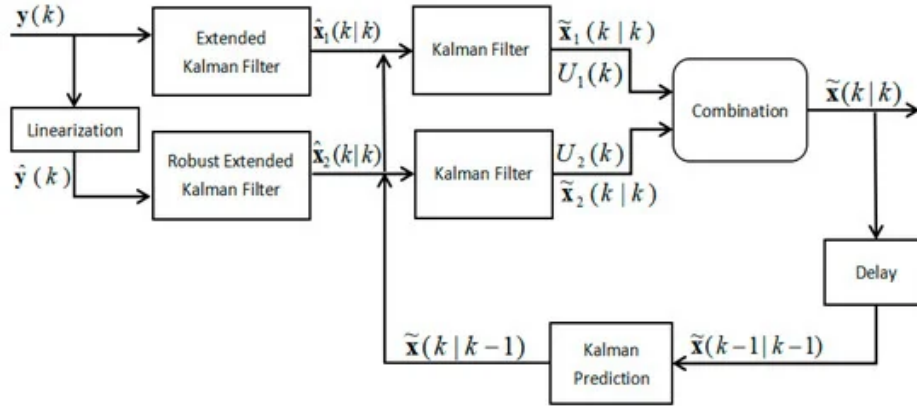 y(k)
Extended
Kalman Filter
x̂₁(k|k)
Kalman Filter
x̃₁(k|k)
U₁(k)
Combination
x̃(k|k)
Linearization
ŷ(k)
Robust Extended
Kalman Filter
x̂₂(k|k)
Kalman Filter
U₂(k)
x̃₂(k|k)
Delay
x̃(k|k−1)
Kalman
Prediction
x̃(k−1|k−1)